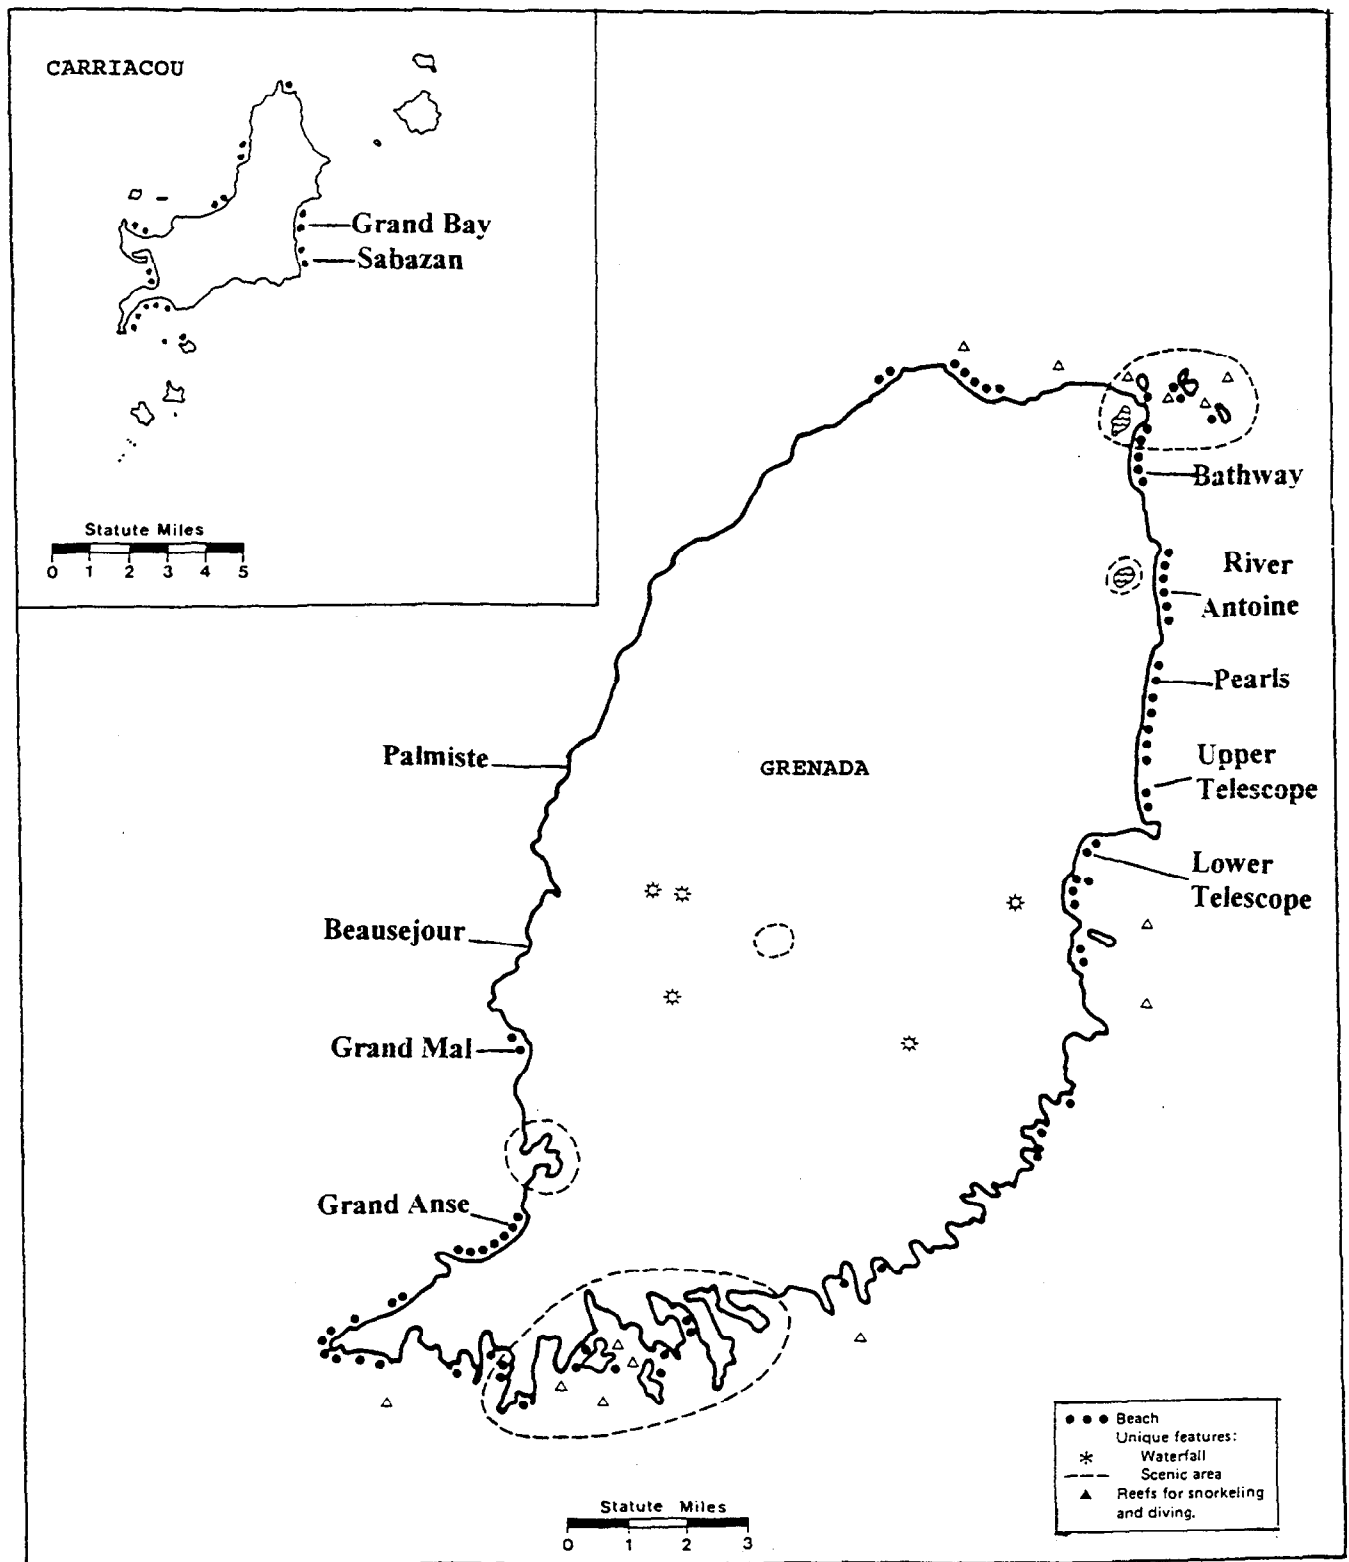 CARRIACOU
Grand Bay
Sabazan
Statute Miles
0 1 2 3 4 5
Bathway
River
Antoine
Pearls
Palmiste
GRENADA
Upper
Telescope
Lower
Telescope
Beausejour
Grand Mal
Grand Anse
Beach
Unique features:
Waterfall
Scenic area
Reefs for snorkeling
and diving.
Statute Miles
0 1 2 3